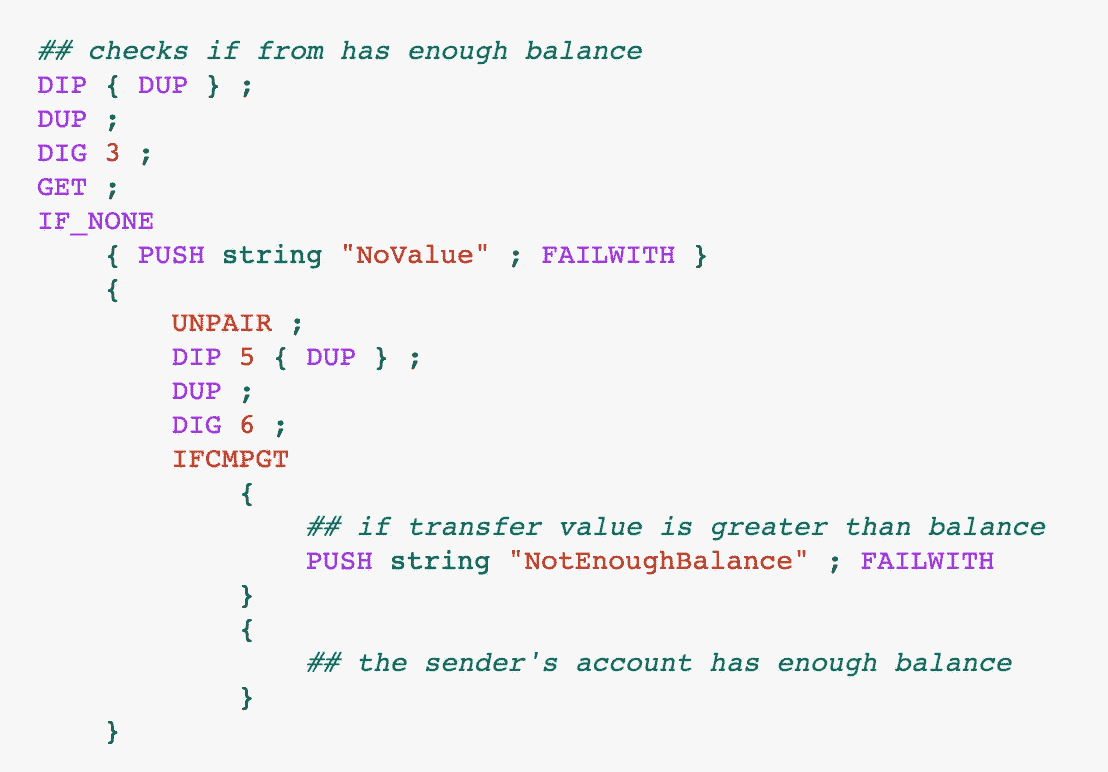 ## checks if from has enough balance
DIP { DUP } ;
DUP ;
DIG 3 ;
GET ;
IF_NONE
    { PUSH string "NoValue" ; FAILWITH }
    {
        UNPAIR ;
        DIP 5 { DUP } ;
        DUP ;
        DIG 6 ;
        IFCMPGT
            {
                ## if transfer value is greater than balance
                PUSH string "NotEnoughBalance" ; FAILWITH
            }
            {
                ## the sender's account has enough balance
            }
    }